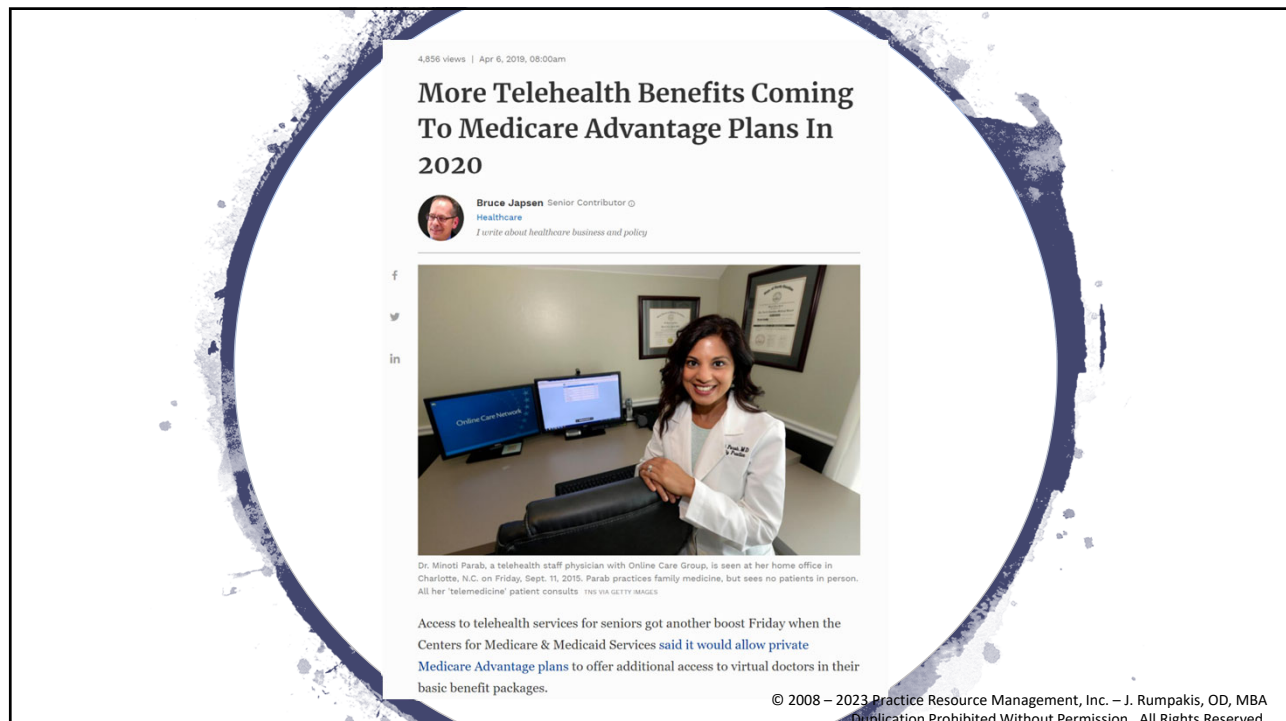 4,856 views | Apr 6, 2019, 08:00am
More Telehealth Benefits Coming
To Medicare Advantage Plans In
2020
Bruce Japsen Senior Contributor
Healthcare
I write about healthcare business and policy
f
in
Online Care Network
Dr. Minoti Parab, a telehealth staff physician with Online Care Group, is seen at her home office in
Charlotte, N.C. on Friday, Sept. 11, 2015. Parab practices family medicine, but sees no patients in person.
All her 'telemedicine' patient consults TNS VIA GETTY IMAGES
Access to telehealth services for seniors got another boost Friday when the
Centers for Medicare & Medicaid Services said it would allow private
Medicare Advantage plans to offer additional access to virtual doctors in their
basic benefit packages.
© 2008 – 2023 Practice Resource Management, Inc. – J. Rumpakis, OD, MBA
Duplication Prohibited Without Permission. All Rights Reserved.